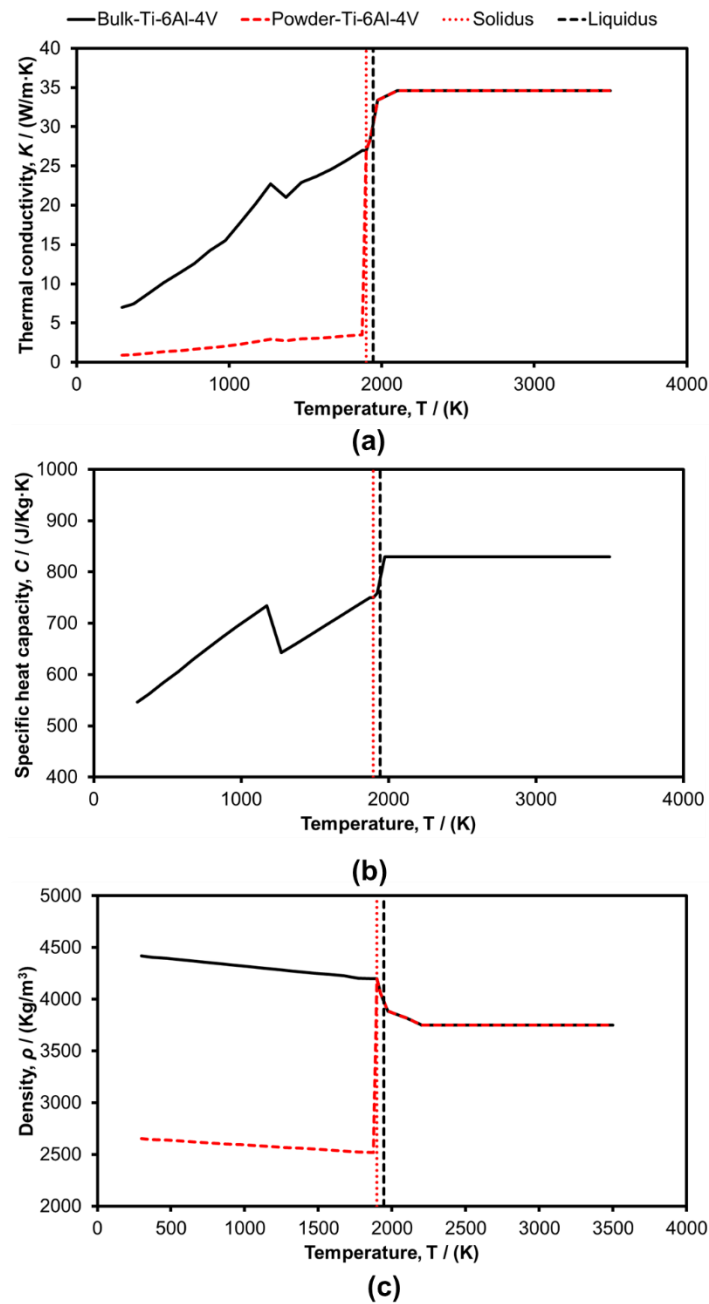 Bulk-Ti-6Al-4V Powder-Ti-6Al-4V Solidus Liquidus
Thermal conductivity, K / (W/m·K)
40
35
30
25
20
15
10
5
0
0 1000 2000 3000 4000
Temperature, T / (K)
(a)
Specific heat capacity, C / (J/Kg·K)
1000
900
800
700
600
500
400
0 1000 2000 3000 4000
Temperature, T / (K)
(b)
Density, ρ / (Kg/m³)
5000
4500
4000
3500
3000
2500
2000
0 500 1000 1500 2000 2500 3000 3500 4000
Temperature, T / (K)
(c)